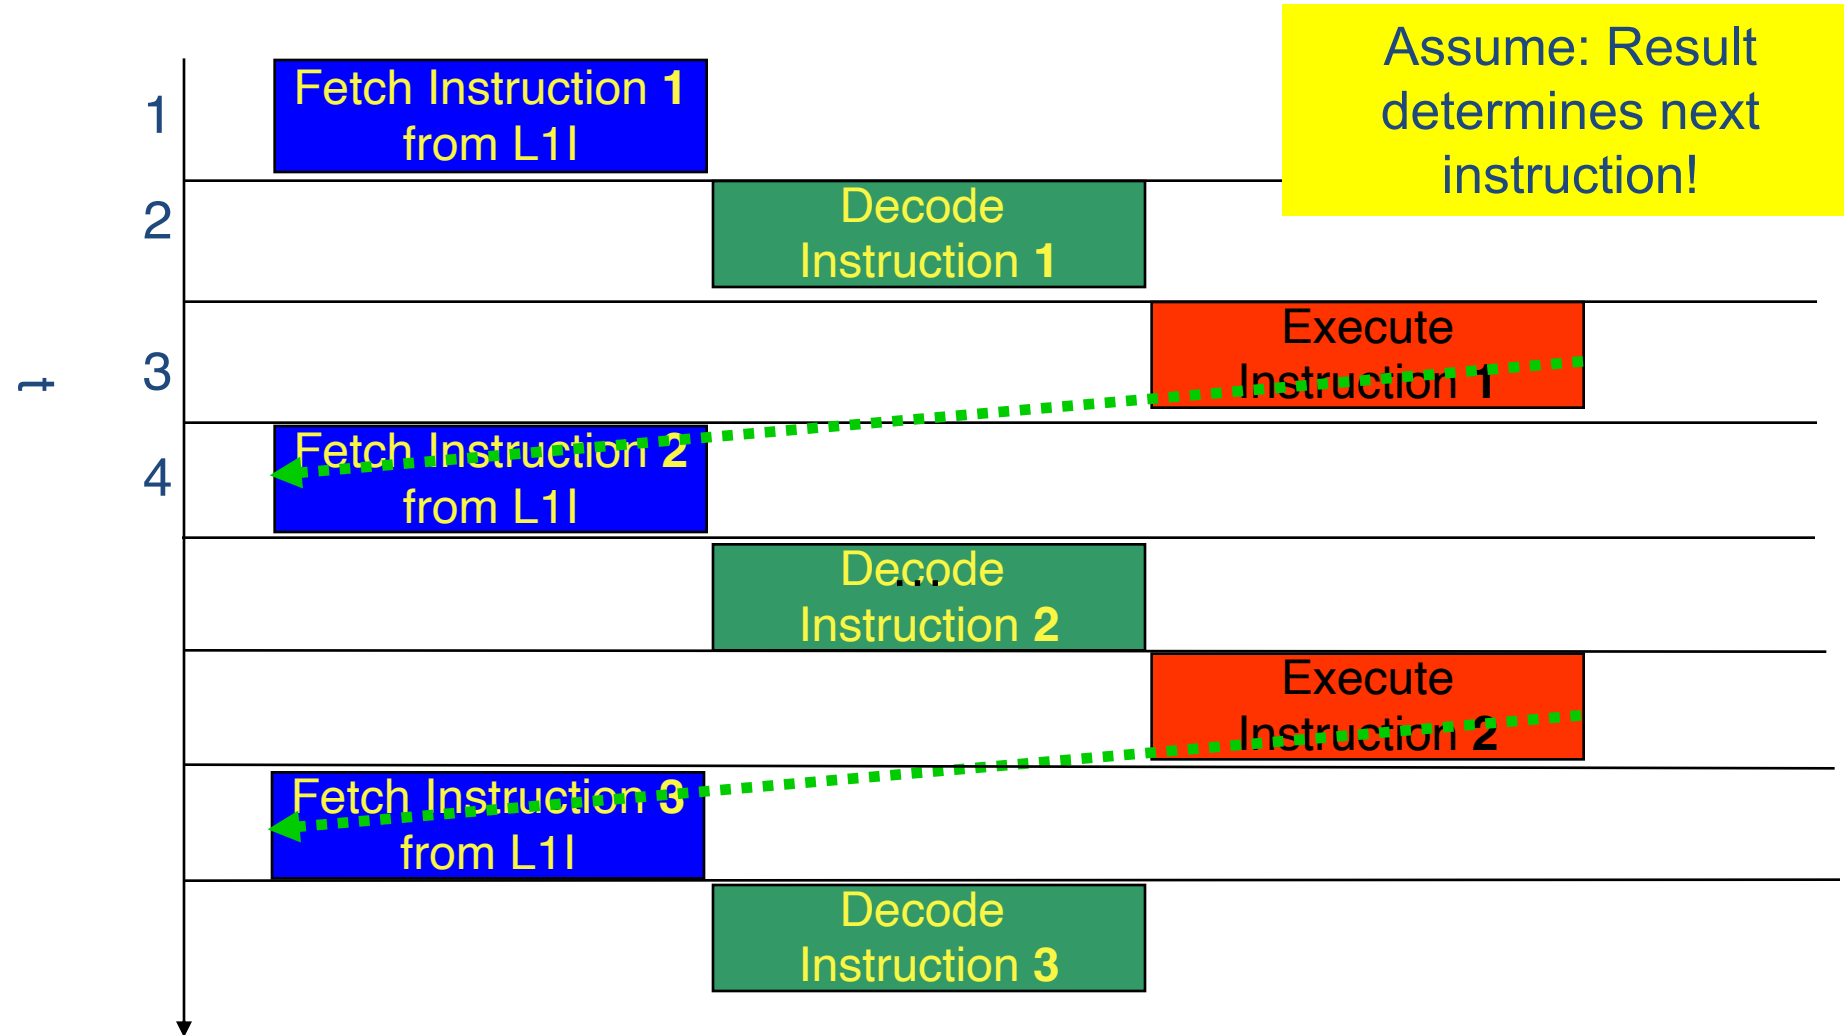 Assume: Result
determines next
instruction!
1
Fetch Instruction 1
from L1I
2
Decode
Instruction 1
t
3
Execute
Instruction 1
4
Fetch Instruction 2
from L1I
Decode
...
Instruction 2
Execute
Instruction 2
Fetch Instruction 3
from L1I
Decode
Instruction 3